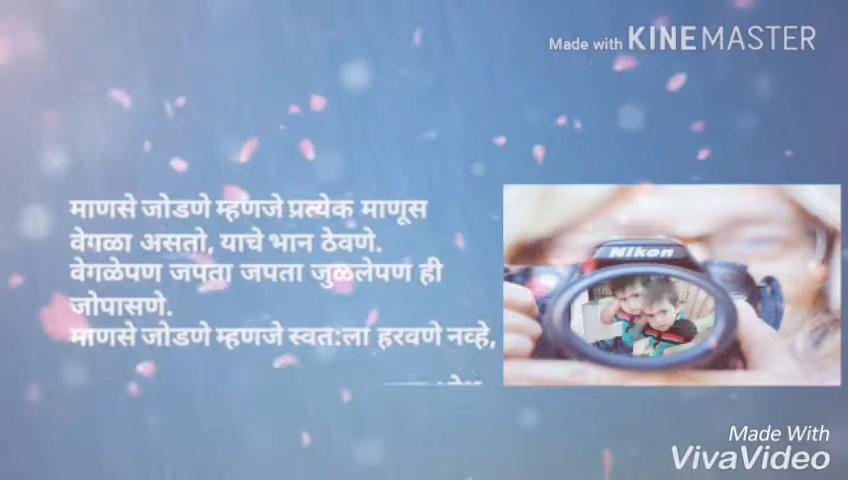 Made with KINEMASTER
माणसे जोडणे म्हणजे प्रत्येक माणूस
वेगळा असतो, याचे भान ठेवणे.
वेगळेपण जपता जपता जुळलेपण ही
जोपासणे.
माणसे जोडणे म्हणजे स्वत:ला हरवणे नव्हे,
Nikon
Made With
VivaVideo